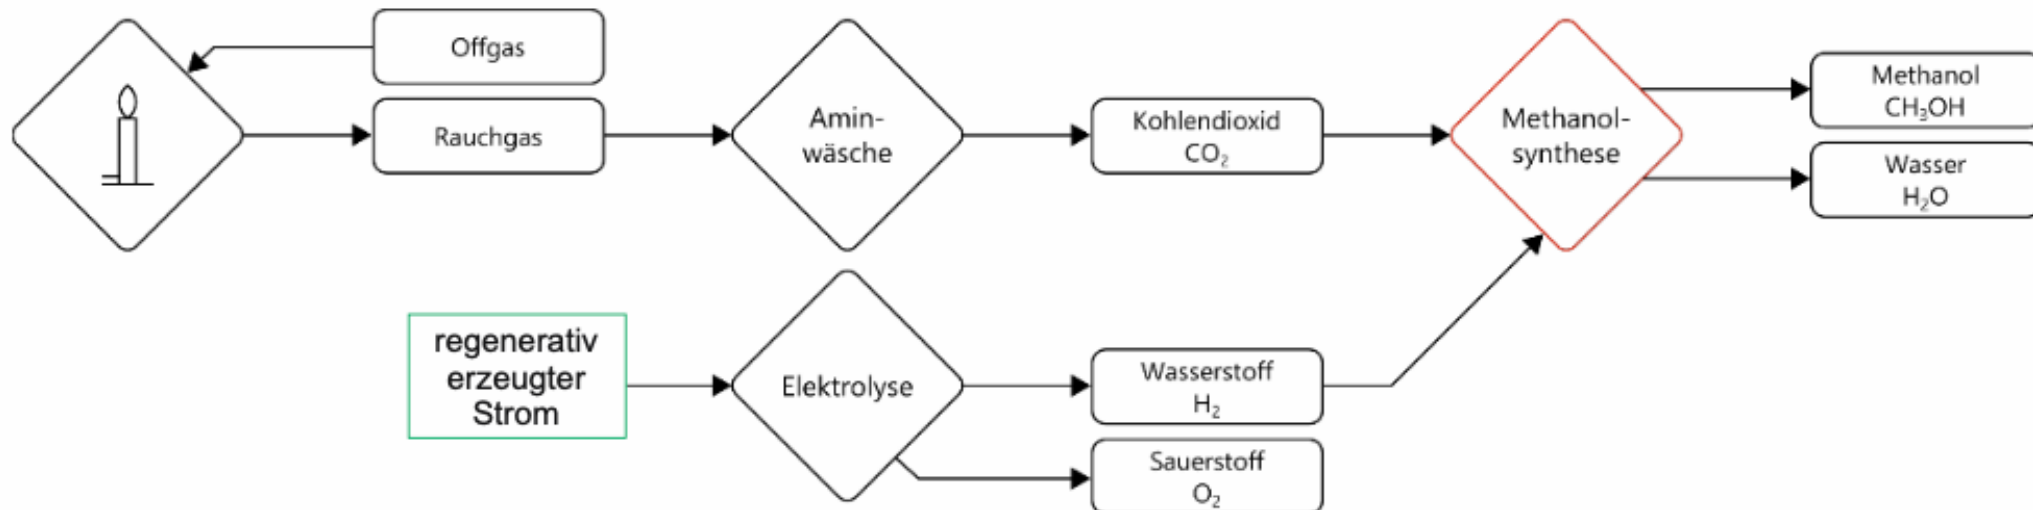 Offgas
Rauchgas
Amin-
wäsche
Kohlendioxid
CO₂
Methanol-
synthese
Methanol
CH₃OH
Wasser
H₂O
regenerativ
erzeugter
Strom
Elektrolyse
Wasserstoff
H₂
Sauerstoff
O₂